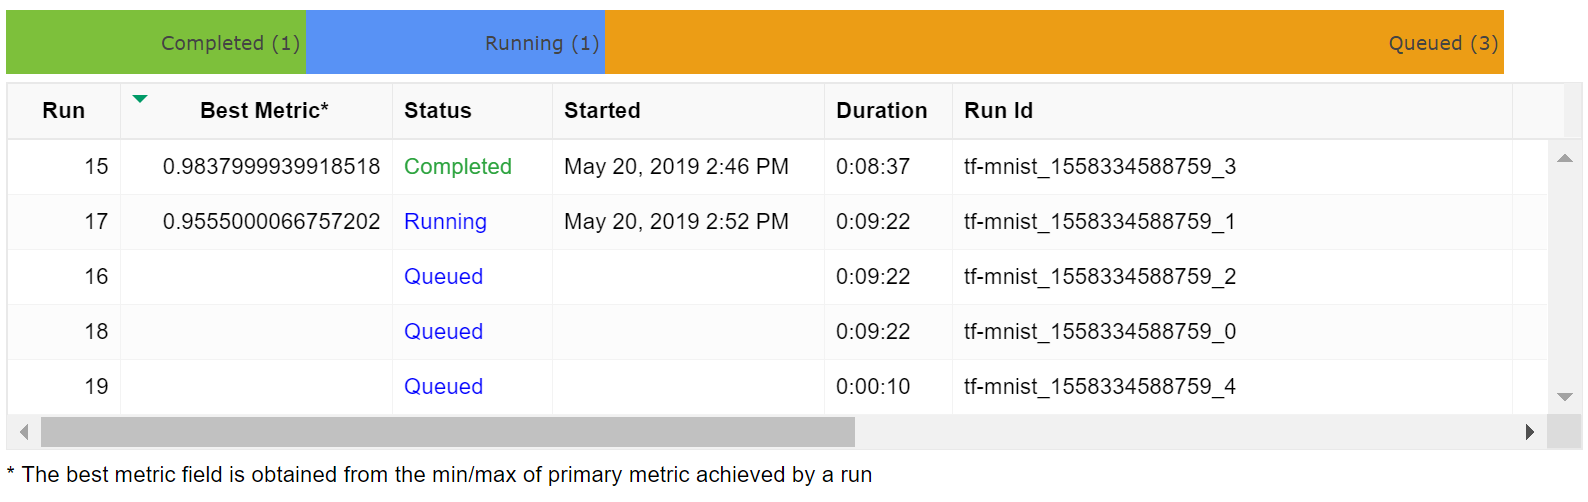 Completed (1) Running (1) Queued (3)
Run Best Metric* Status Started Duration Run Id
15 0.9837999939918518 Completed May 20, 2019 2:46 PM 0:08:37 tf-mnist_1558334588759_3
17 0.9555000066757202 Running May 20, 2019 2:52 PM 0:09:22 tf-mnist_1558334588759_1
16 Queued 0:09:22 tf-mnist_1558334588759_2
18 Queued 0:09:22 tf-mnist_1558334588759_0
19 Queued 0:00:10 tf-mnist_1558334588759_4
* The best metric field is obtained from the min/max of primary metric achieved by a run